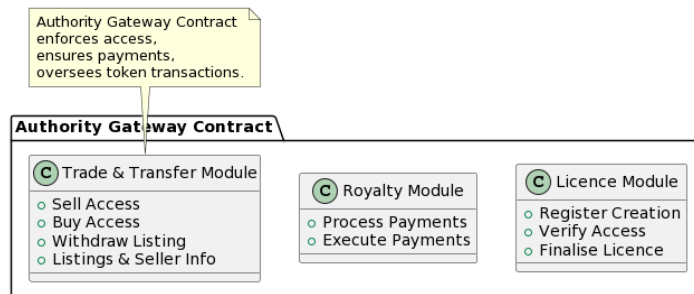 Authority Gateway Contract
enforces access,
ensures payments,
oversees token transactions.
Authority Gateway Contract
C Trade & Transfer Module
Sell Access
Buy Access
Withdraw Listing
Listings & Seller Info
C Royalty Module
Process Payments
Execute Payments
C Licence Module
Register Creation
Verify Access
Finalise Licence